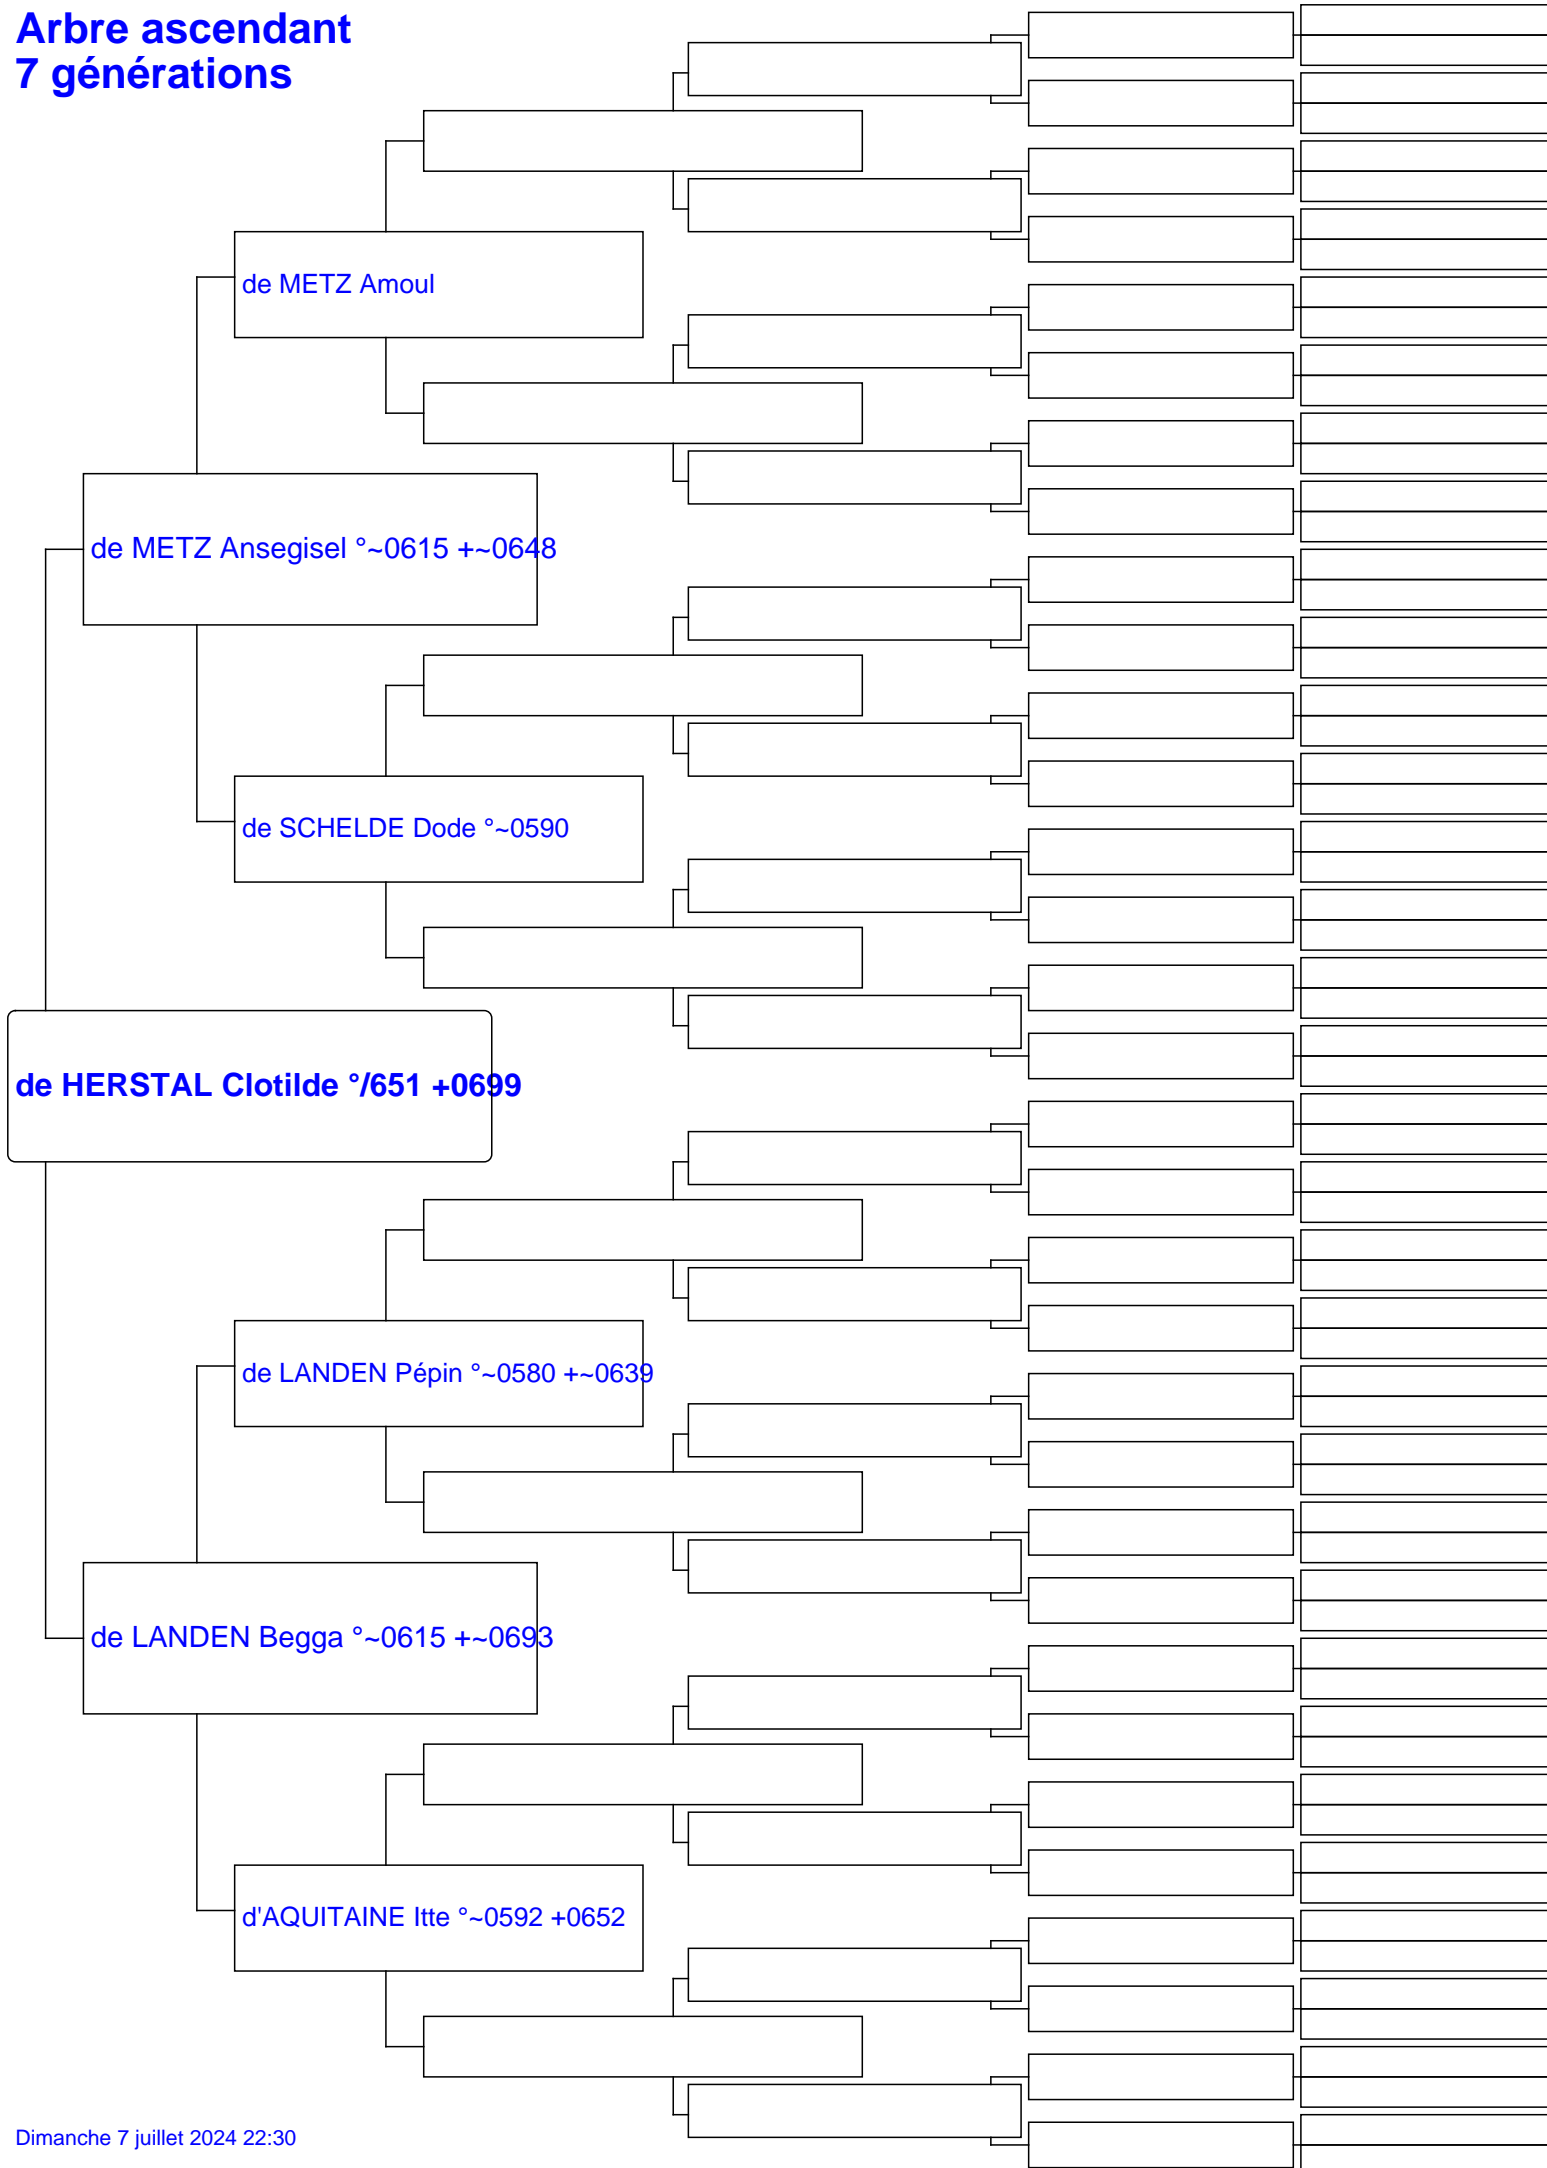 Arbre ascendant
7 générations
de METZ Amoul
de METZ Ansegisel °~0615 +~0648
de SCHELDE Dode °~0590
de HERSTAL Clotilde °/651 +0699
de LANDEN Pépin °~0580 +~0639
de LANDEN Begga °~0615 +~0693
d'AQUITAINE Itte °~0592 +0652
Dimanche 7 juillet 2024 22:30